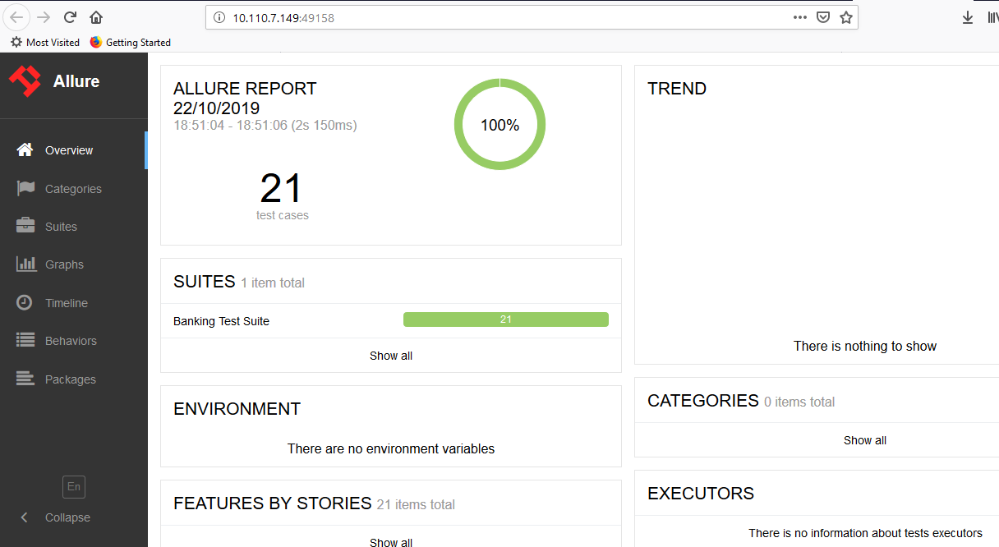 10.110.7.149:49158
Most Visited
Getting Started
Allure
Overview
Categories
Suites
Graphs
Timeline
Behaviors
Packages
En
Collapse
ALLURE REPORT
22/10/2019
18:51:04 - 18:51:06 (2s 150ms)
100%
21
test cases
SUITES 1 item total
Banking Test Suite 21
Show all
ENVIRONMENT
There are no environment variables
FEATURES BY STORIES 21 items total
Show all
TREND
There is nothing to show
CATEGORIES 0 items total
Show all
EXECUTORS
There is no information about tests executors